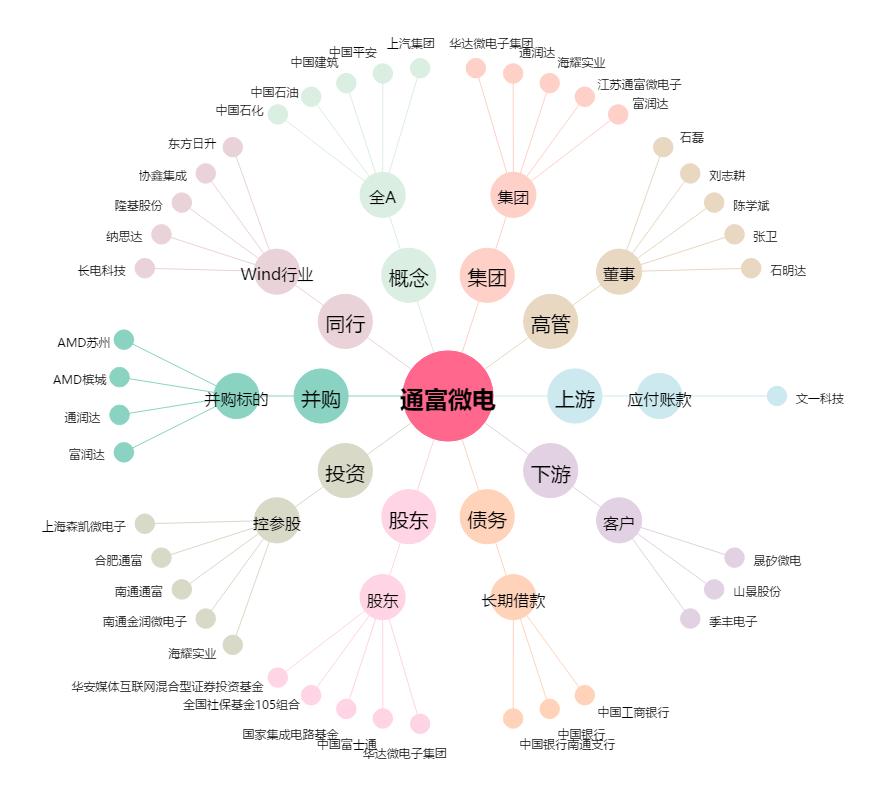 上汽集团
中国平安
中国建筑
中国石油
中国石化
华达微电子集团
通润达
海耀实业
江苏通富微电子
富润达
东方日升
协鑫集成
隆基股份
纳思达
长电科技
石磊
刘志耕
陈学斌
张卫
石明达
全A
集团
Wind行业
概念
集团
董事
同行
高管
AMD苏州
AMD槟城
通润达
富润达
并购标的
并购
通富微电
上游
应付账款
文一科技
投资
下游
控参股
股东
债务
客户
上海森凯微电子
合肥通富
南通通富
南通金润微电子
海耀实业
晟矽微电
山景股份
季丰电子
股东
长期借款
华安媒体互联网混合型证券投资基金
全国社保基金105组合
国家集成电路基金
中国富士通
华达微电子集团
中国工商银行
中国银行
中国银行南通支行